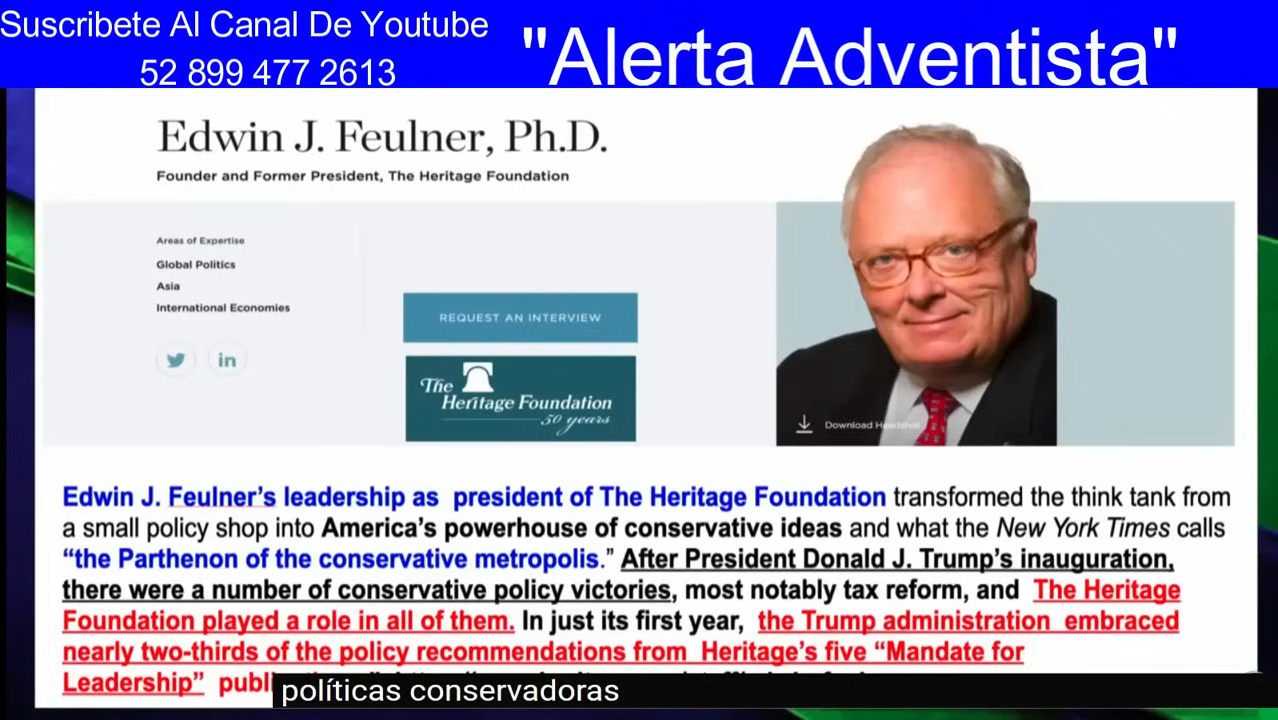 Suscribete Al Canal De Youtube
52 899 477 2613
"Alerta Adventista"
Edwin J. Feulner, Ph.D.
Founder and Former President, The Heritage Foundation
Areas of Expertise
Global Politics
Asia
International Economies
REQUEST AN INTERVIEW
The
Heritage Foundation
50 years
Download Headshot
Edwin J. Feulner's leadership as president of The Heritage Foundation transformed the think tank from
a small policy shop into America's powerhouse of conservative ideas and what the New York Times calls
“the Parthenon of the conservative metropolis.” After President Donald J. Trump's inauguration,
there were a number of conservative policy victories, most notably tax reform, and The Heritage
Foundation played a role in all of them. In just its first year, the Trump administration embraced
nearly two-thirds of the policy recommendations from Heritage's five “Mandate for
Leadership”
políticas conservadoras